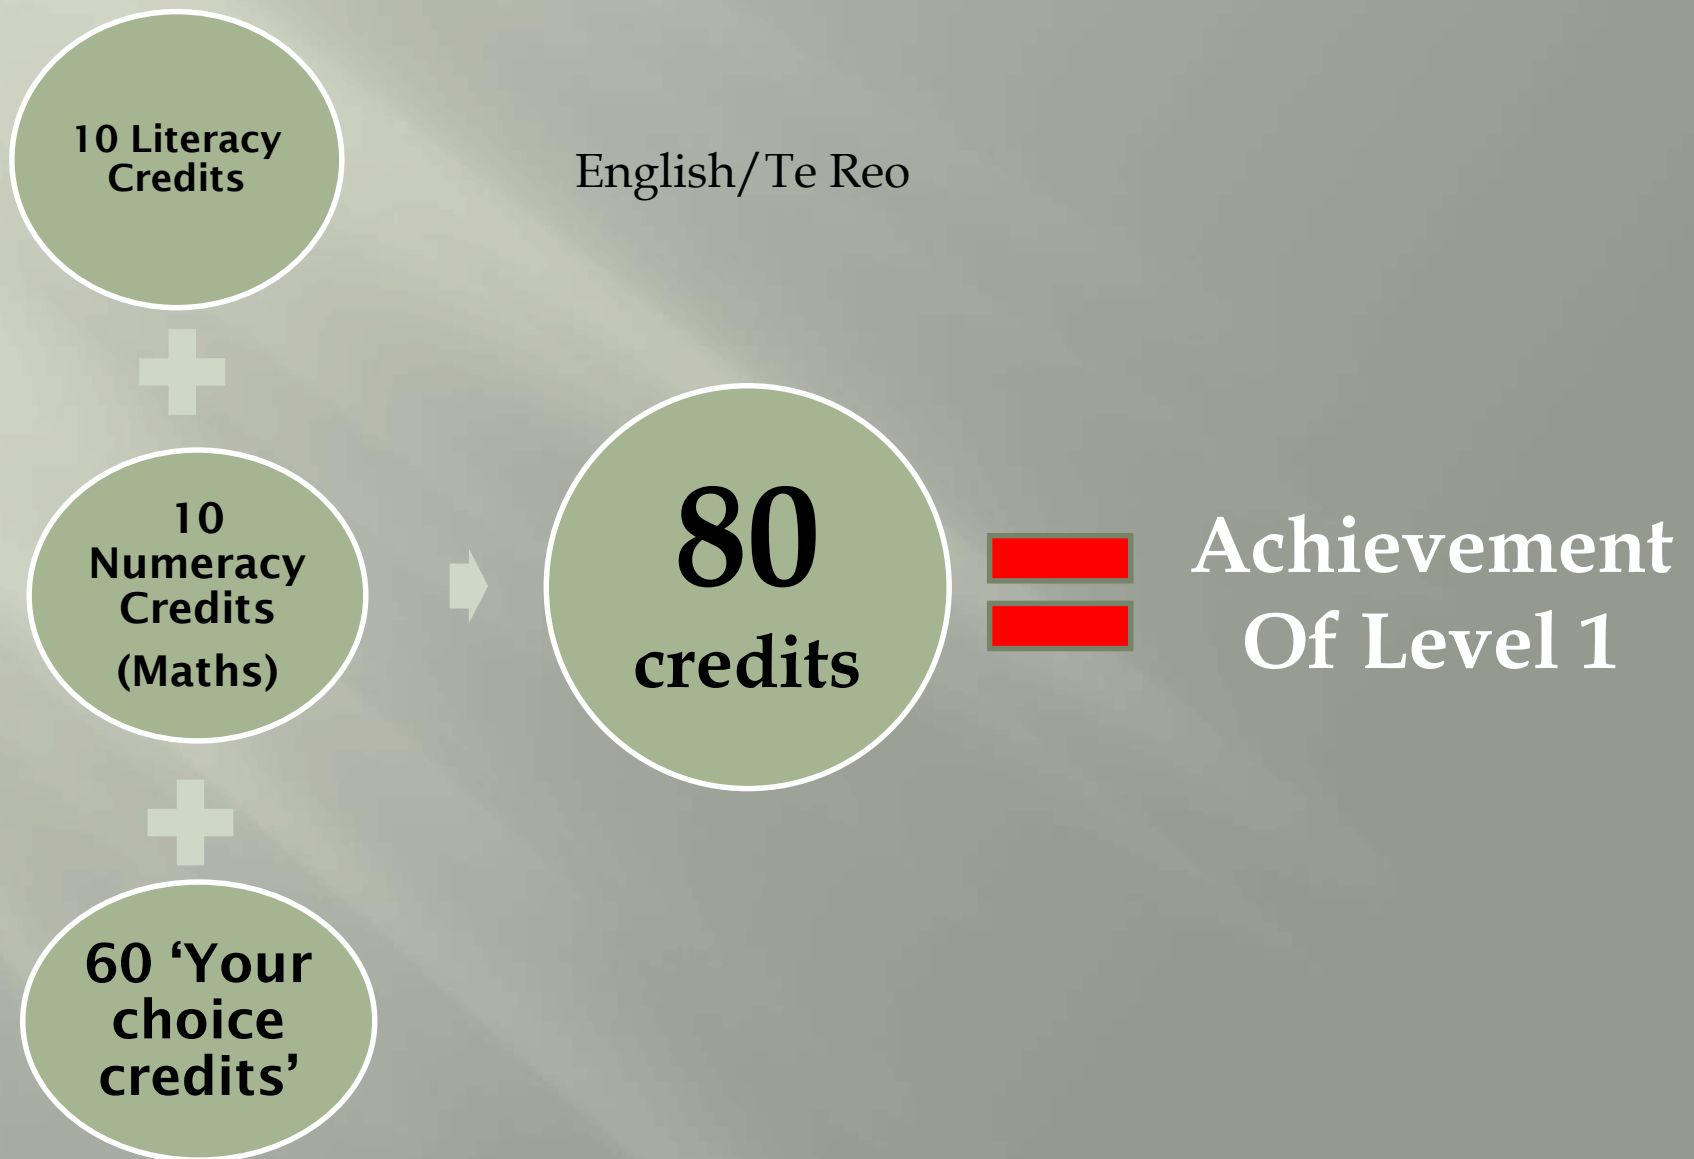 10 Literacy
Credits
English/Te Reo
10
Numeracy
Credits
(Maths)
80
credits
Achievement
Of Level 1
60 ‘Your
choice
credits’